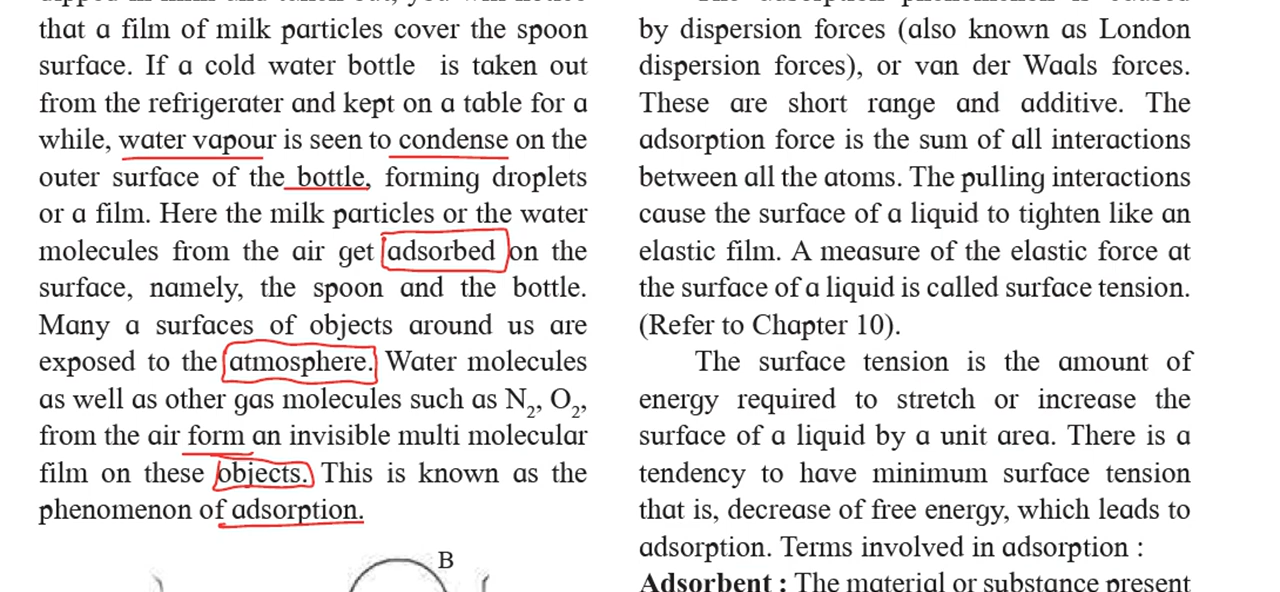 that a film of milk particles cover the spoon
surface. If a cold water bottle is taken out
from the refrigerater and kept on a table for a
while, water vapour is seen to condense on the
outer surface of the bottle, forming droplets
or a film. Here the milk particles or the water
molecules from the air get adsorbed on the
surface, namely, the spoon and the bottle.
Many a surfaces of objects around us are
exposed to the atmosphere. Water molecules
as well as other gas molecules such as N₂, O₂,
from the air form an invisible multi molecular
film on these objects. This is known as the
phenomenon of adsorption.
B
by dispersion forces (also known as London
dispersion forces), or van der Waals forces.
These are short range and additive. The
adsorption force is the sum of all interactions
between all the atoms. The pulling interactions
cause the surface of a liquid to tighten like an
elastic film. A measure of the elastic force at
the surface of a liquid is called surface tension.
(Refer to Chapter 10).
The surface tension is the amount of
energy required to stretch or increase the
surface of a liquid by a unit area. There is a
tendency to have minimum surface tension
that is, decrease of free energy, which leads to
adsorption. Terms involved in adsorption :
Adsorbent : The material or substance present